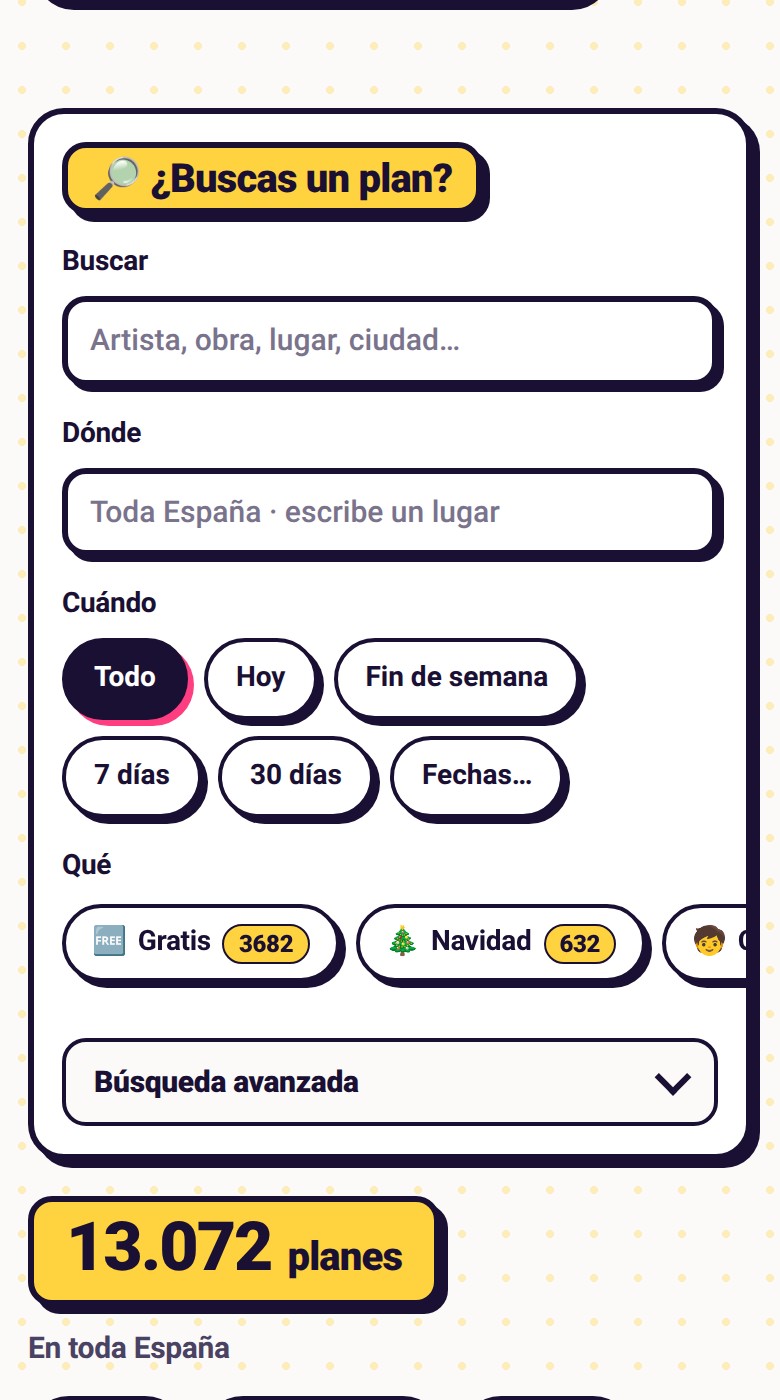 ¿Buscas un plan?
Buscar
Artista, obra, lugar, ciudad…
Dónde
Toda España · escribe un lugar
Cuándo
Todo Hoy Fin de semana
7 días 30 días Fechas…
Qué
FREE Gratis 3682 Navidad 632
Búsqueda avanzada
13.072 planes
En toda España